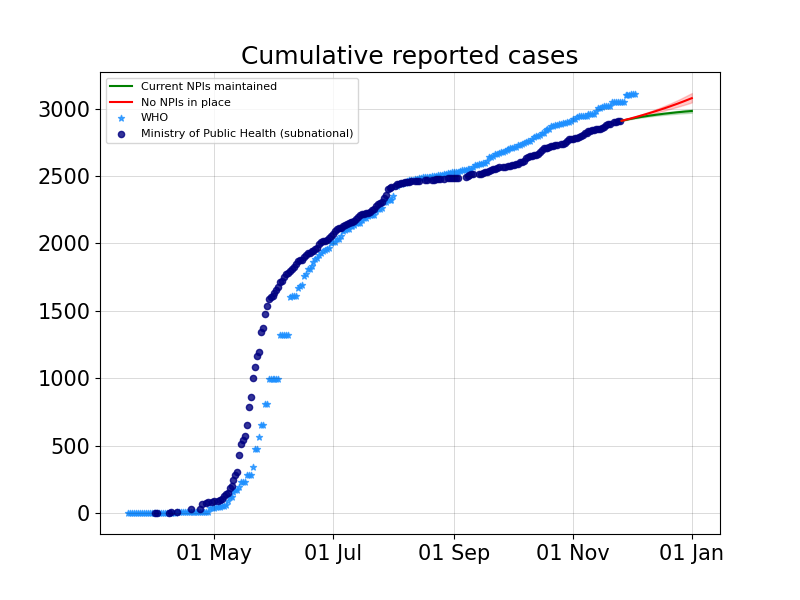 Cumulative reported cases
Current NPIs maintained
No NPIs in place
WHO
Ministry of Public Health (subnational)
3000
2500
2000
1500
1000
500
0
01 May 01 Jul 01 Sep 01 Nov 01 Jan